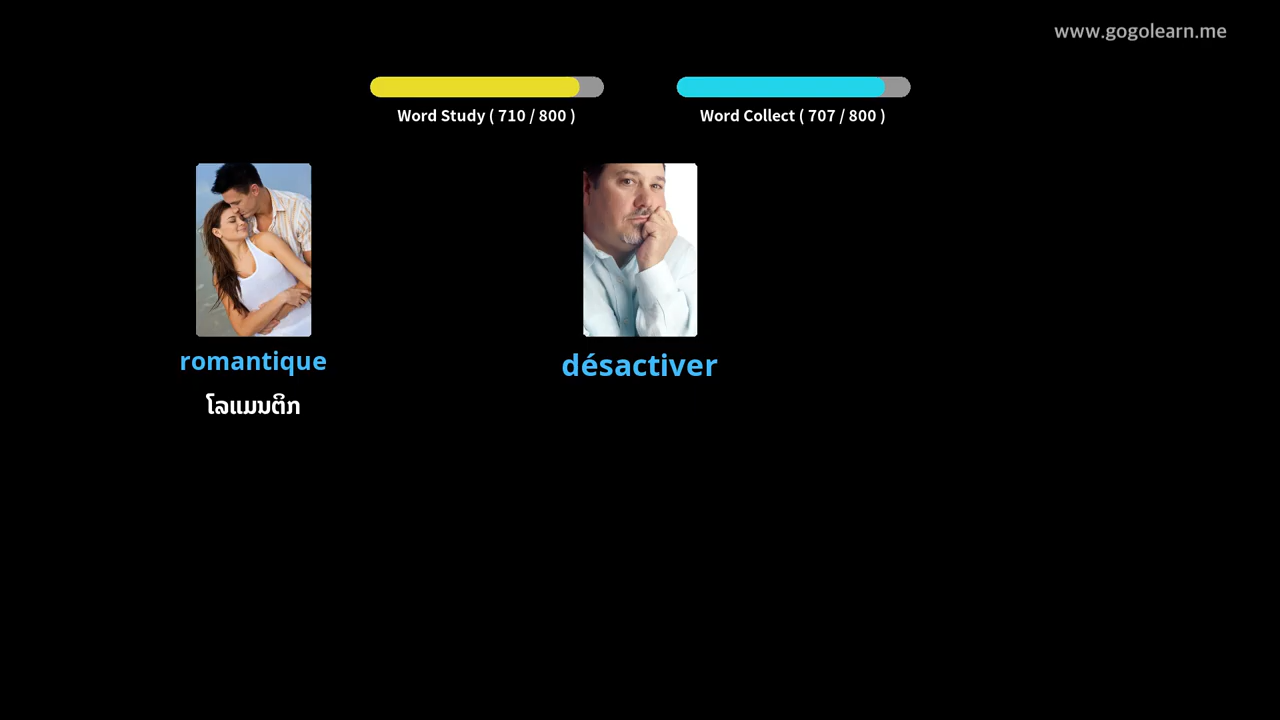 www.gogolearn.me
Word Study ( 710 / 800 )
Word Collect ( 707 / 800 )
romantique
ໂລແມນຕິກ
désactiver